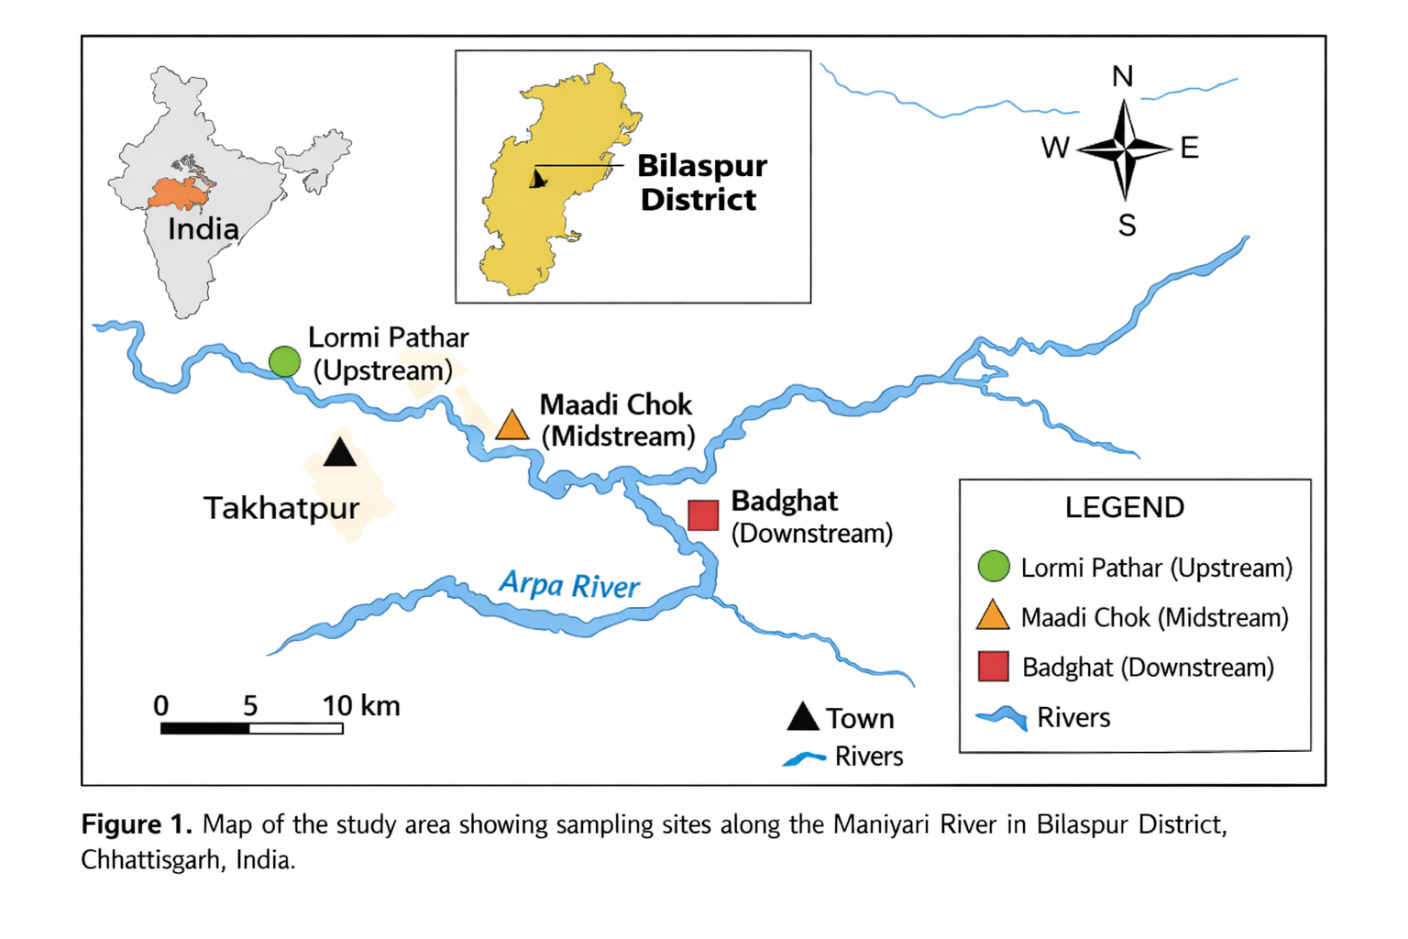 India
Bilaspur
District
N
W
E
S
Lormi Pathar
(Upstream)
Maadi Chok
(Midstream)
Takhatpur
Badghat
(Downstream)
Arpa River
0 5 10 km
Town
Rivers
LEGEND
Lormi Pathar (Upstream)
Maadi Chok (Midstream)
Badghat (Downstream)
Rivers
Figure 1. Map of the study area showing sampling sites along the Maniyari River in Bilaspur District,
Chhattisgarh, India.